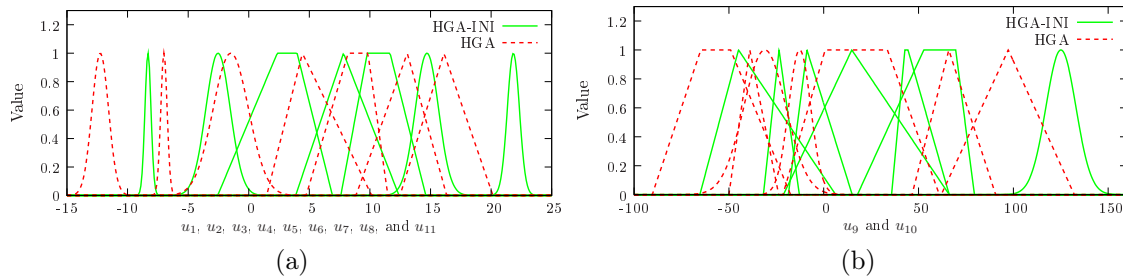 1.2
1
0.8
0.6
0.4
0.2
0
Value
HGA-INI
HGA
-15 -10 -5 0 5 10 15 20 25
u₁, u₂, u₃, u₄, u₅, u₆, u₇, u₈, and u₁₁
(a)
1.2
1
0.8
0.6
0.4
0.2
0
Value
HGA-INI
HGA
-100 -50 0 50 100 150
u₉ and u₁₀
(b)